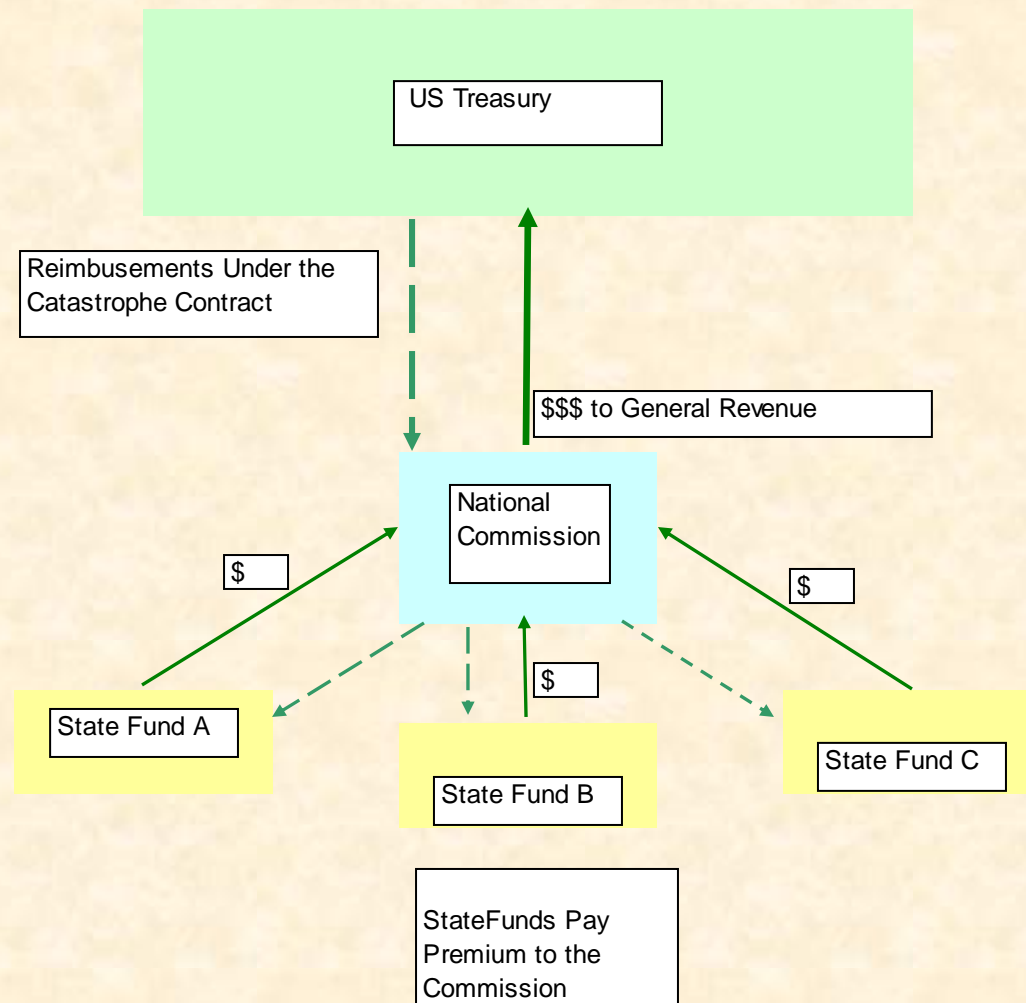 US Treasury
Reimbusements Under the
Catastrophe Contract
$$$ to General Revenue
National
Commission
$
$
$
State Fund A
State Fund B
State Fund C
StateFunds Pay
Premium to the
Commission